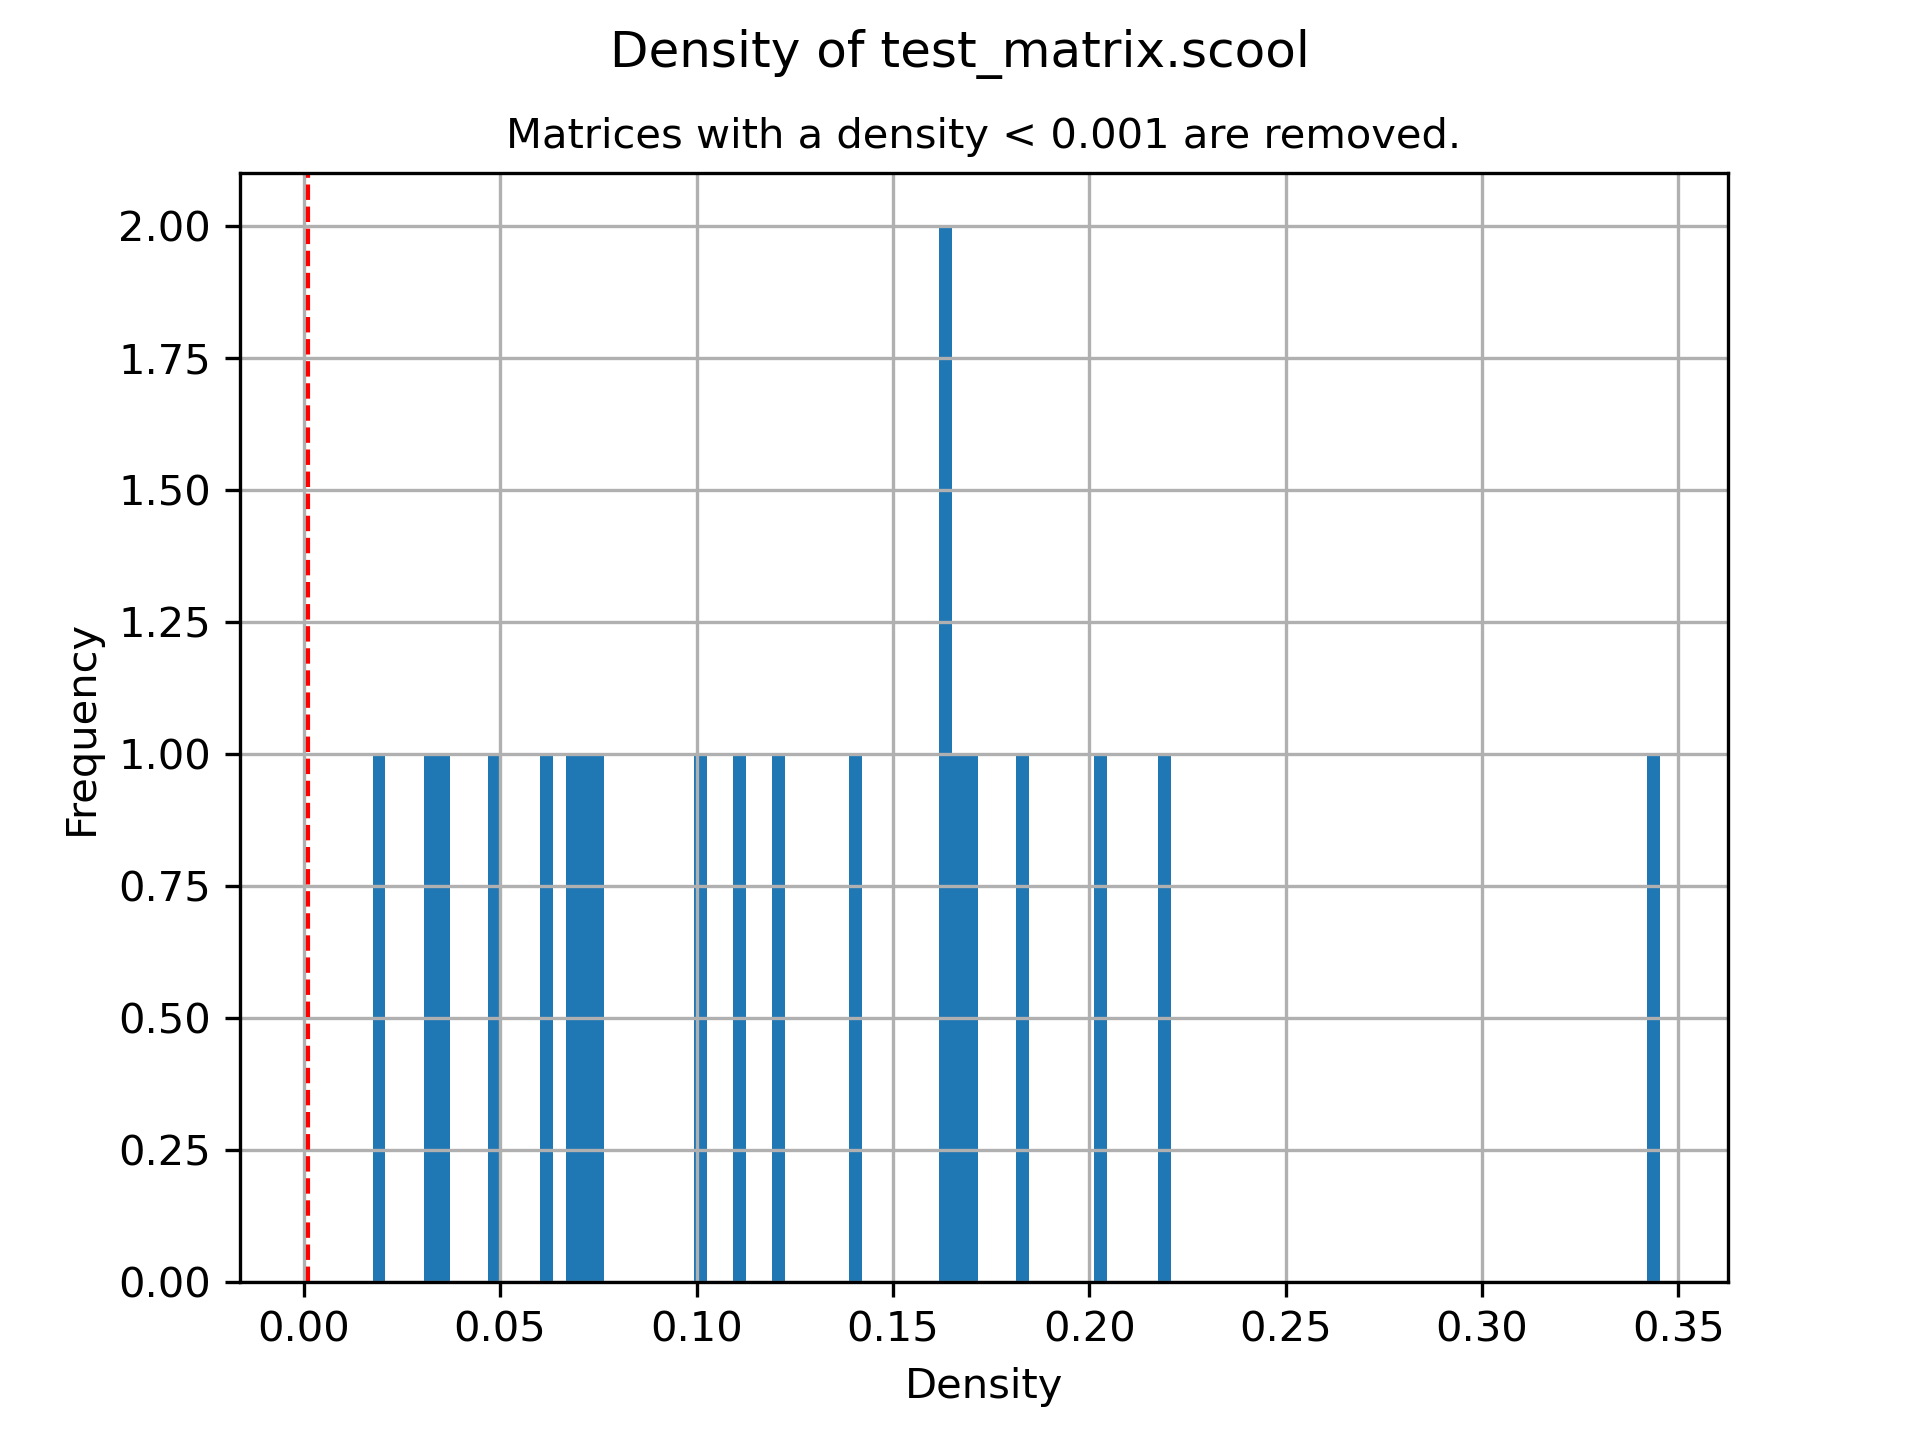 Density of test_matrix.scool
Matrices with a density < 0.001 are removed.
2.00
1.75
1.50
1.25
1.00
0.75
0.50
0.25
0.00
Frequency
0.00 0.05 0.10 0.15 0.20 0.25 0.30 0.35
Density